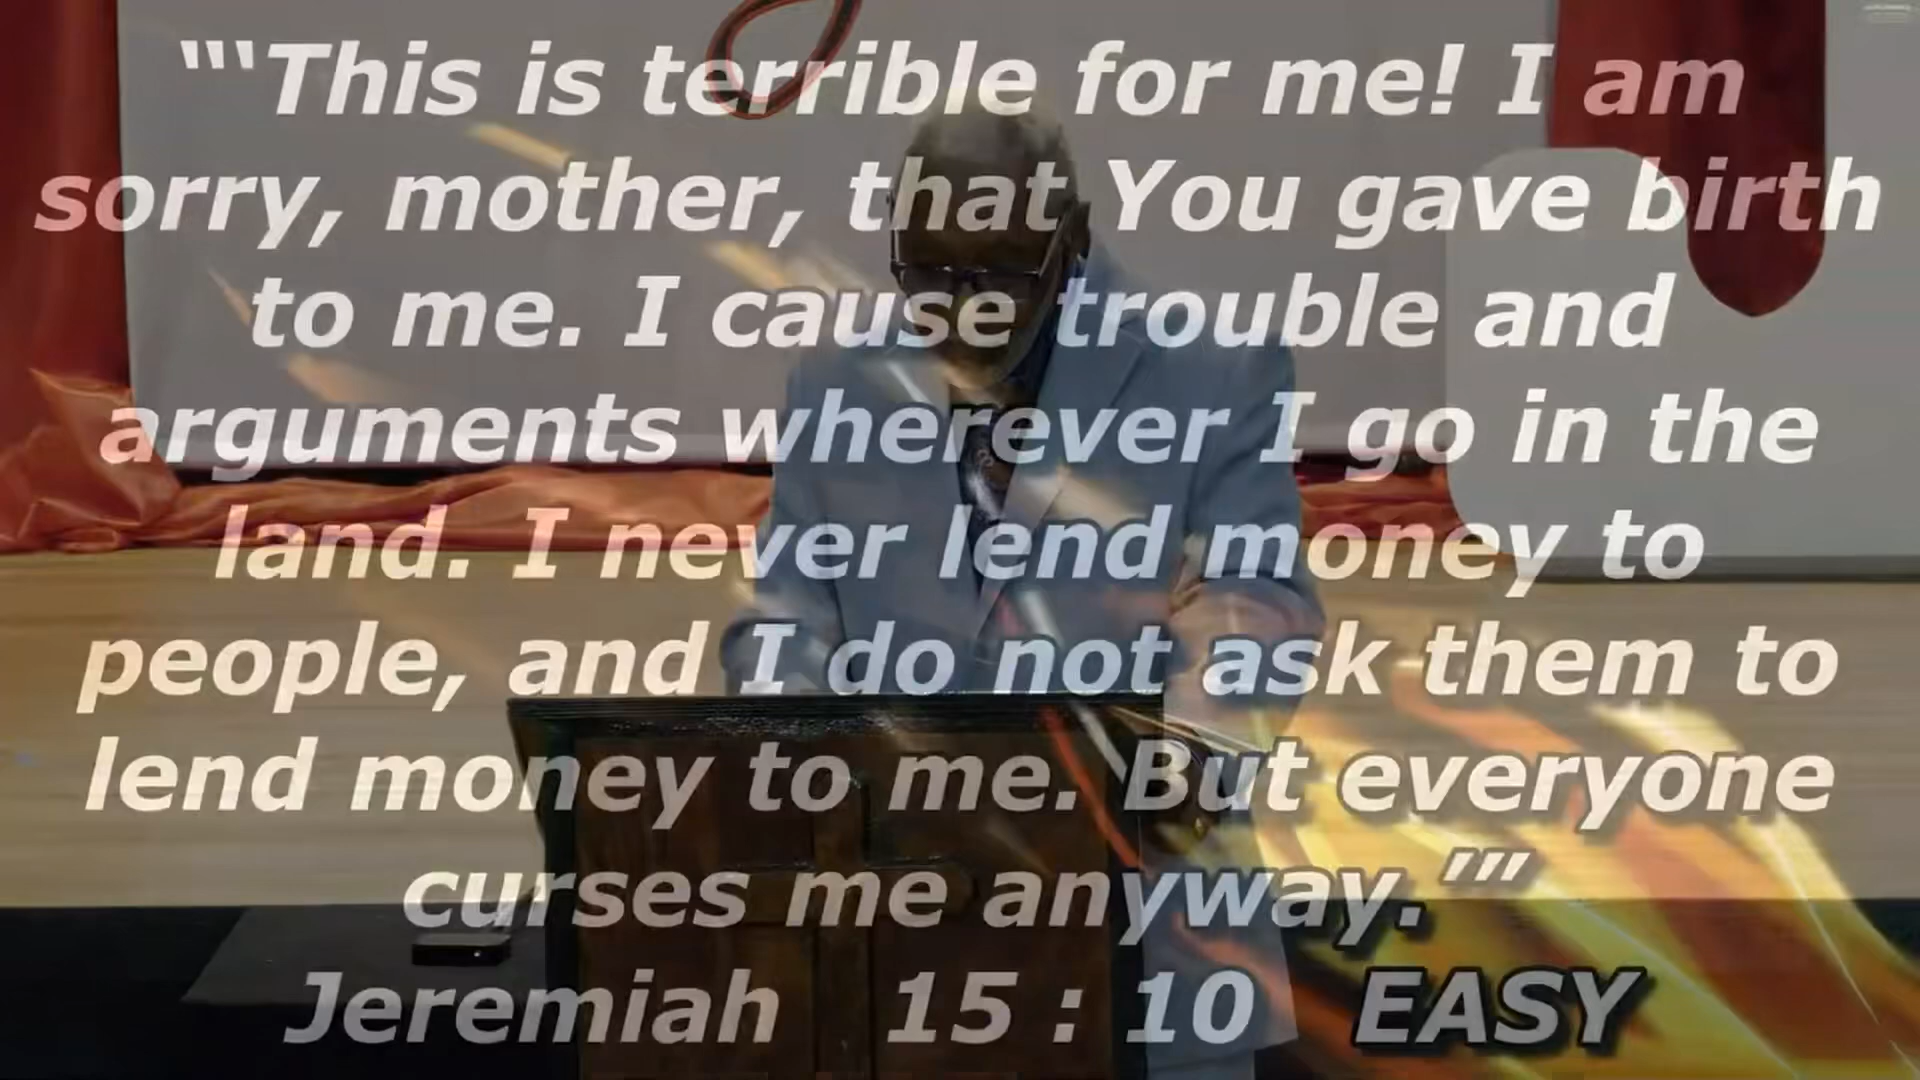 “‘“This is terrible for me! I am
sorry, mother, that You gave birth
to me. I cause trouble and
arguments wherever I go in the
land. I never lend money to
people, and I do not ask them to
lend money to me. But everyone
curses me anyway.’”
Jeremiah 15 : 10 EASY